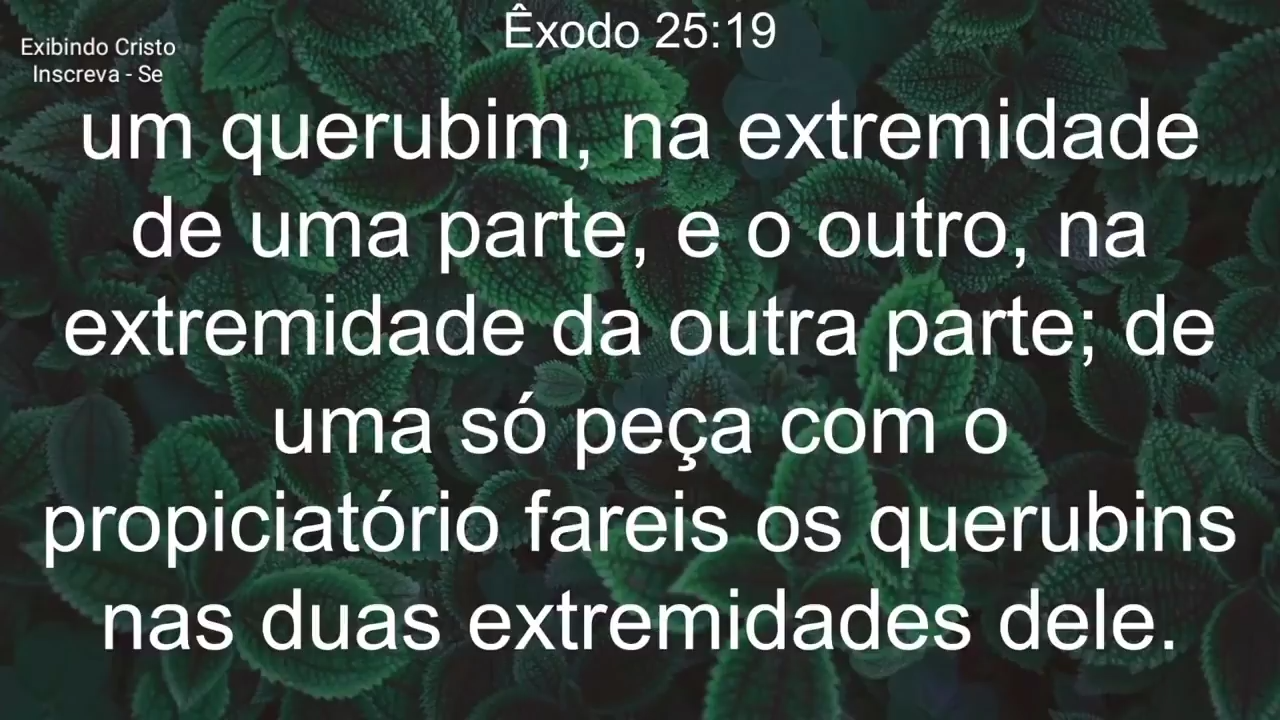 Êxodo 25:19
Exibindo Cristo
Inscreva - Se
um querubim, na extremidade
de uma parte, e o outro, na
extremidade da outra parte; de
uma só peça com o
propiciatório fareis os querubins
nas duas extremidades dele.